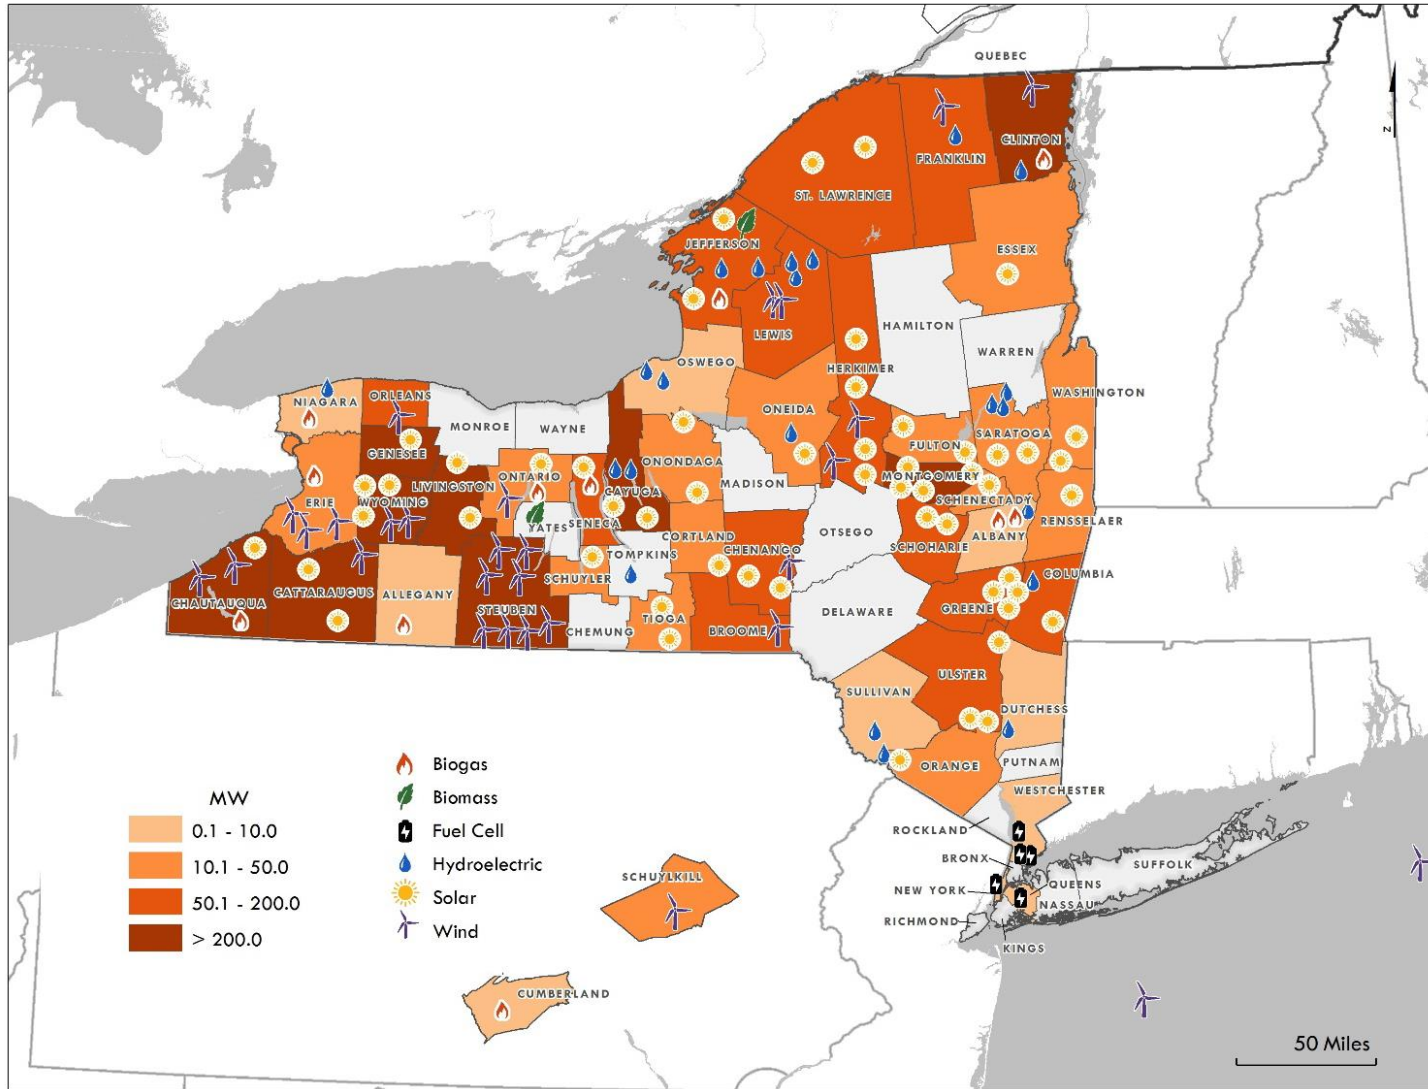 QUEBEC
N
CLINTON
FRANKLIN
ST. LAWRENCE
JEFFERSON
ESSEX
LEWIS
HAMILTON
WARREN
OSWEGO
HERKIMER
WASHINGTON
NIAGARA
ORLEANS
ONEIDA
MONROE
WAYNE
SARATOGA
FULTON
GENESEE
ONONDAGA
MADISON
MONTGOMERY
ONTARIO
LIVINGSTON
CAYUGA
SCHENECTADY
ERIE
WYOMING
YATES
SENECA
RENSSELAER
OTSEGO
ALBANY
CORTLAND
CHENANGO
SCHOHARIE
TOMPKINS
COLUMBIA
SCHUYLER
CATTARAUGUS
ALLEGANY
CHAUTAUQUA
STEUBEN
GREENE
DELAWARE
TIOGA
BROOME
CHEMUNG
ULSTER
SULLIVAN
DUTCHESS
PUTNAM
ORANGE
WESTCHESTER
ROCKLAND
BRONX
SUFFOLK
NEW YORK
QUEENS
NASSAU
RICHMOND
KINGS
SCHUYLKILL
CUMBERLAND
MW
0.1 - 10.0
10.1 - 50.0
50.1 - 200.0
> 200.0
Biogas
Biomass
Fuel Cell
Hydroelectric
Solar
Wind
50 Miles